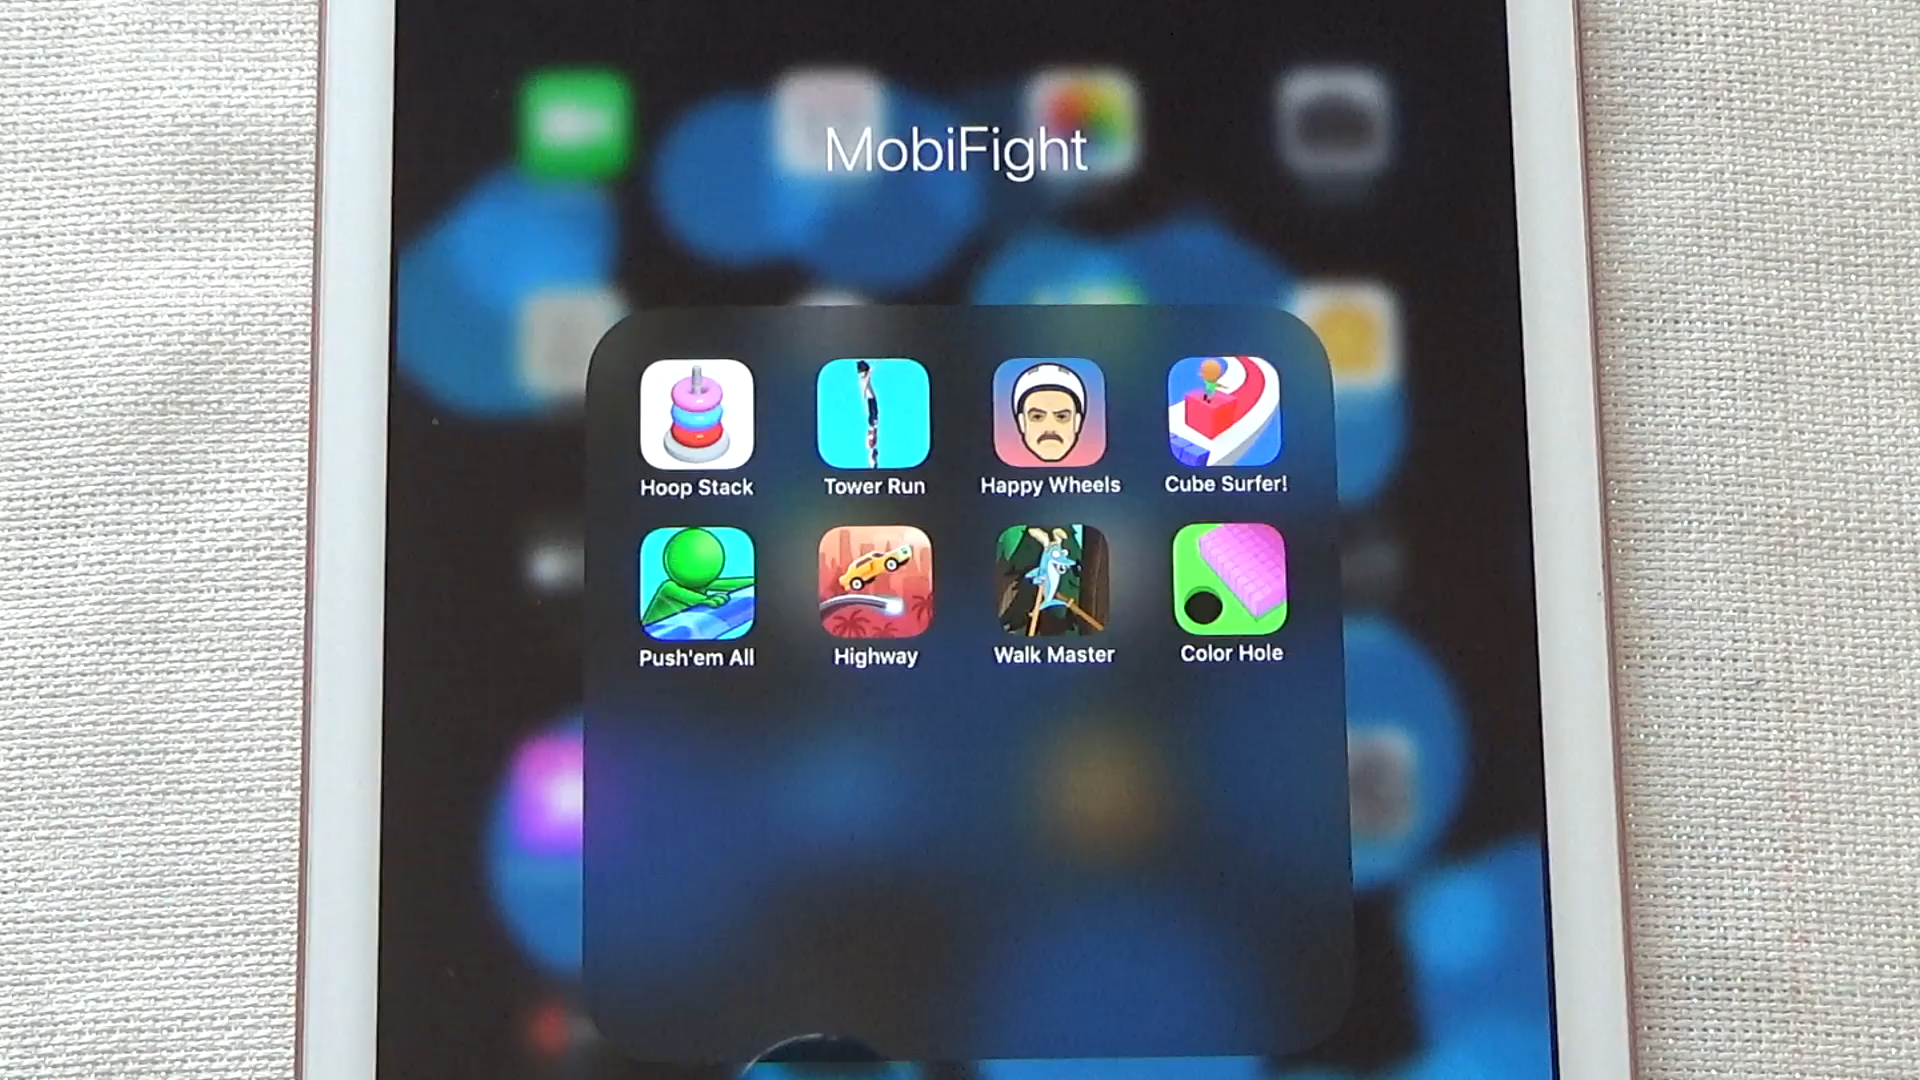 MobiFight
Hoop Stack
Tower Run
Happy Wheels
Cube Surfer!
Push'em All
Highway
Walk Master
Color Hole